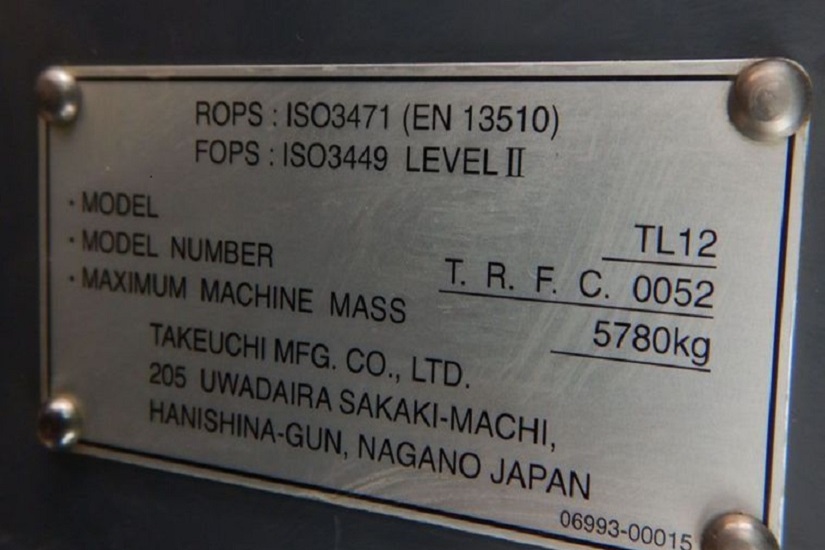 ROPS : ISO3471 (EN 13510)
FOPS : ISO3449 LEVEL II
· MODEL TL12
· MODEL NUMBER T. R. F. C. 0052
· MAXIMUM MACHINE MASS 5780kg
TAKEUCHI MFG. CO., LTD.
205 UWADAIRA SAKAKI-MACHI,
HANISHINA-GUN, NAGANO JAPAN
06993-00015